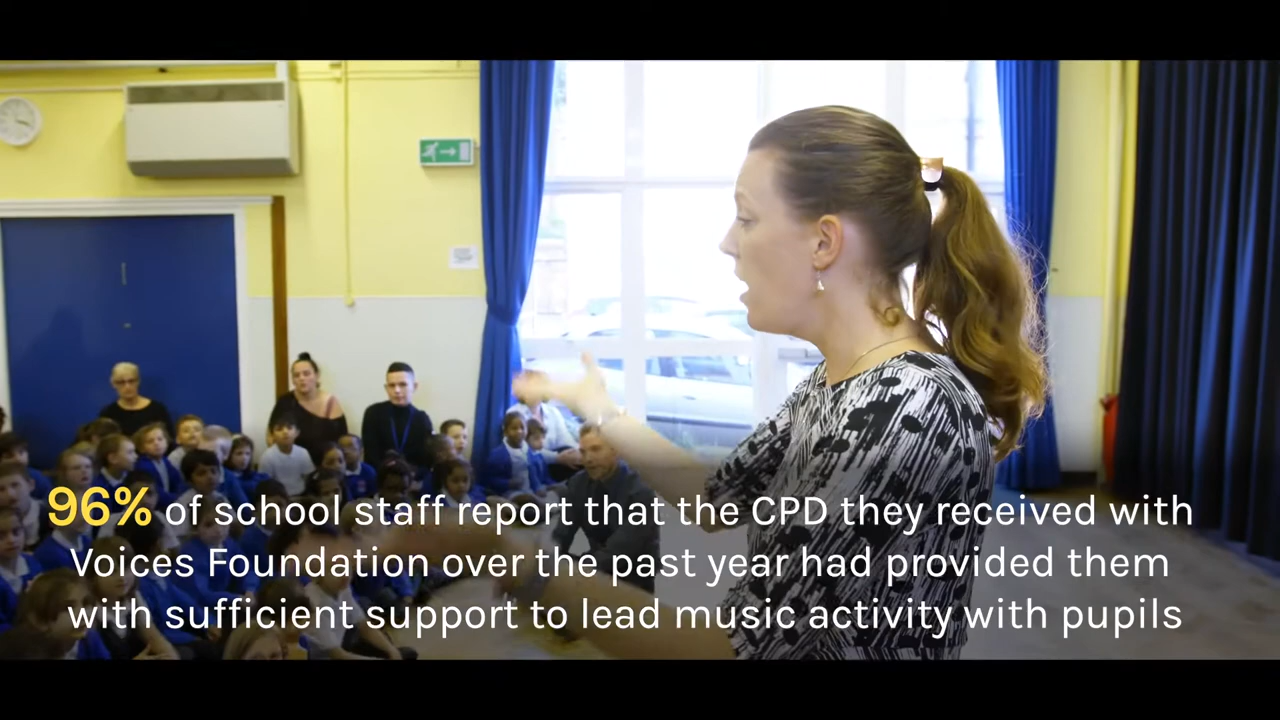 96% of school staff report that the CPD they received with
Voices Foundation over the past year had provided them
with sufficient support to lead music activity with pupils